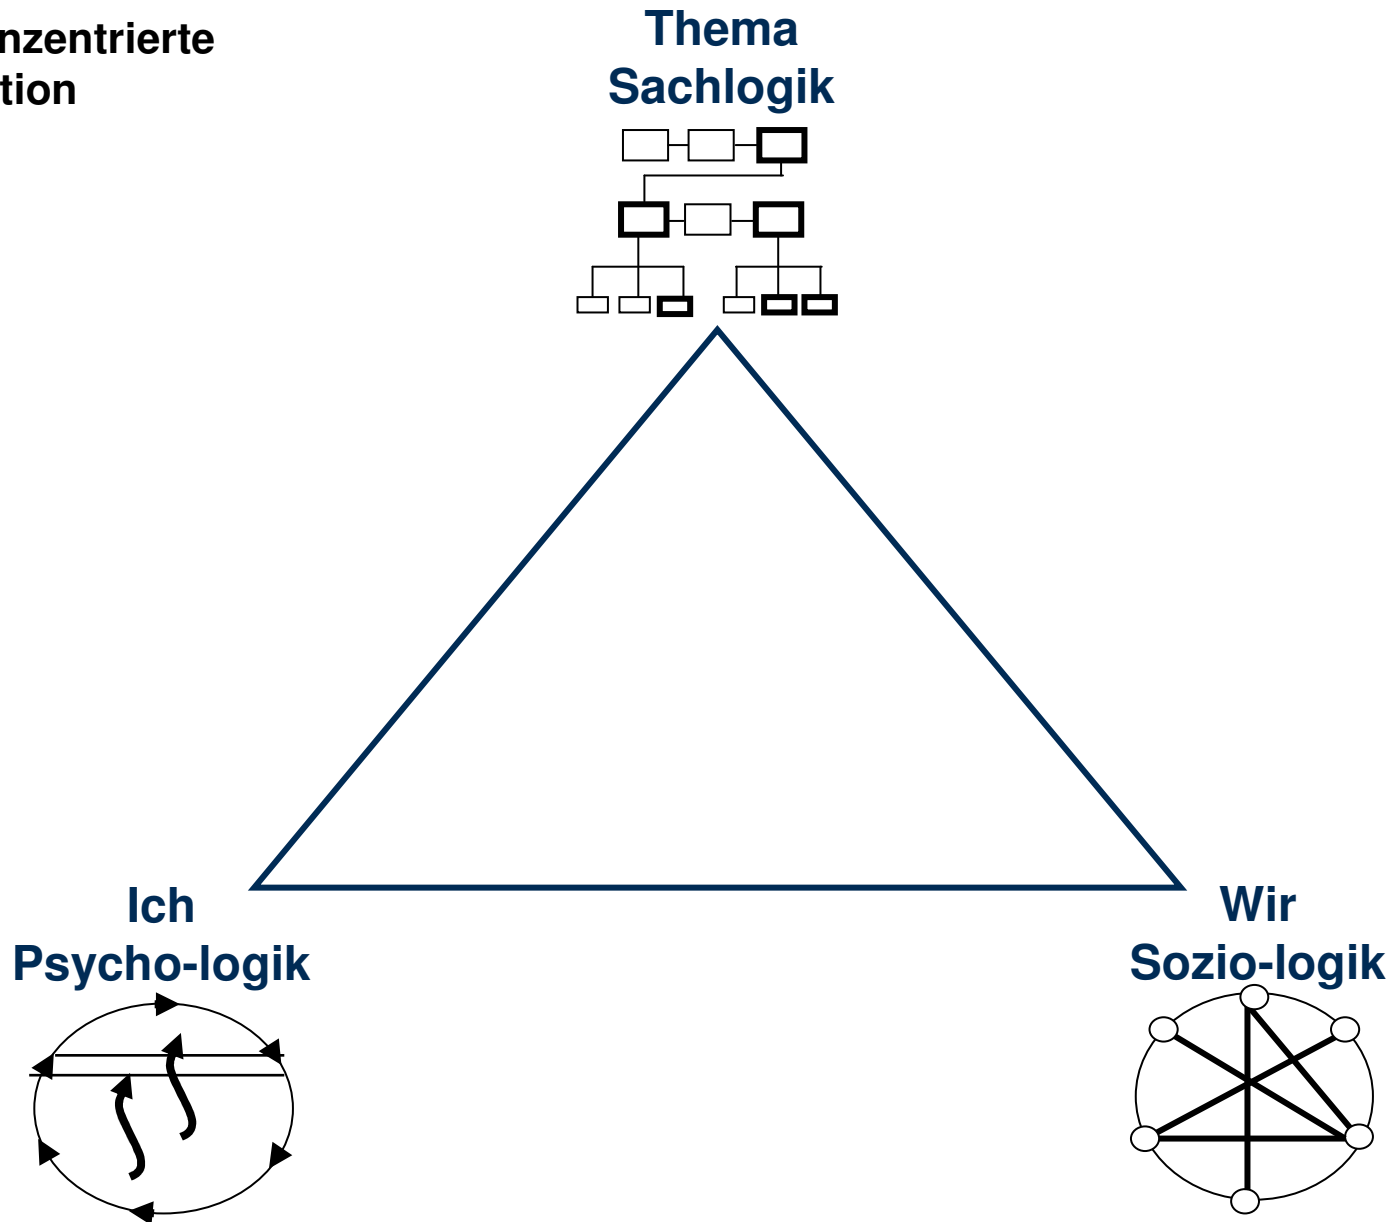 nzentrierte
tion
Thema
Sachlogik
Ich
Psycho-logik
Wir
Sozio-logik